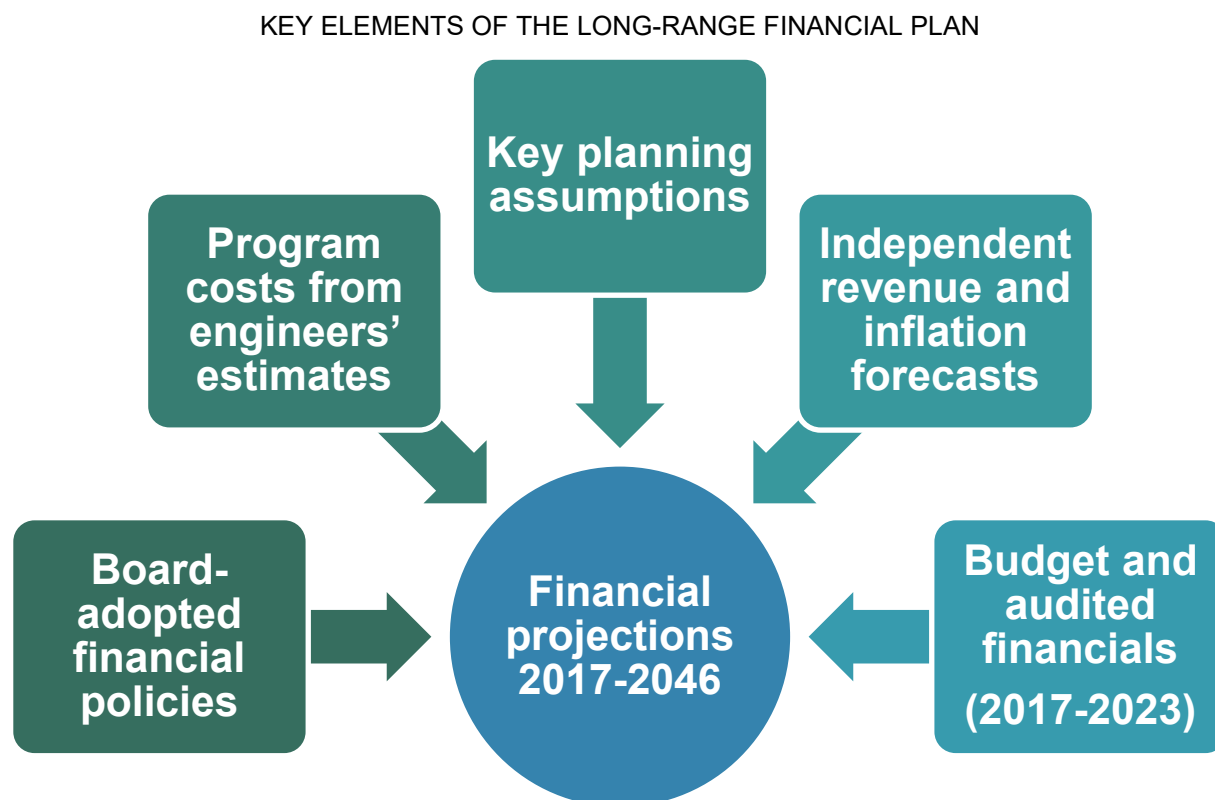 KEY ELEMENTS OF THE LONG-RANGE FINANCIAL PLAN
Key planning
assumptions
Program
costs from
engineers’
estimates
Independent
revenue and
inflation
forecasts
Board-
adopted
financial
policies
Financial
projections
2017-2046
Budget and
audited
financials
(2017-2023)